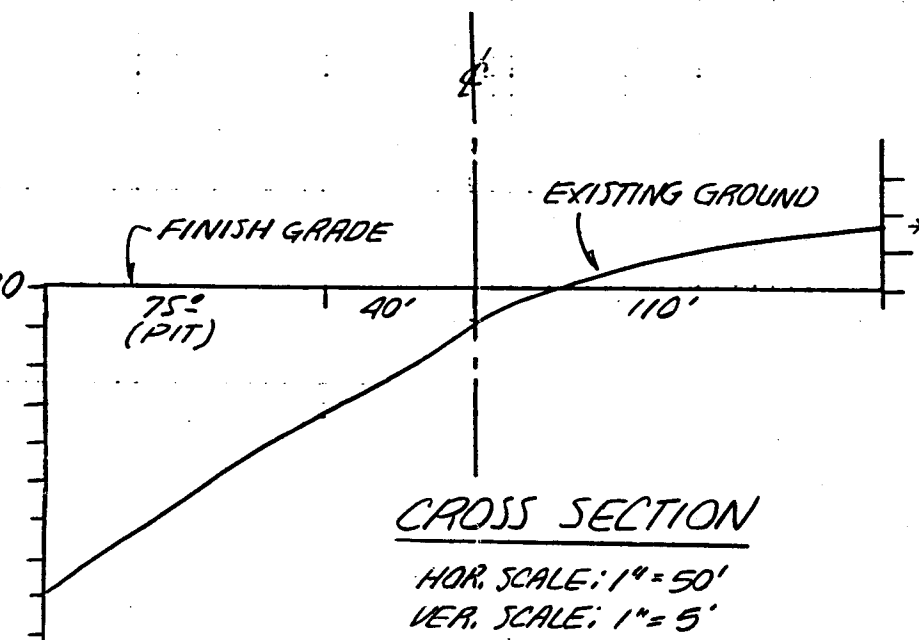 ℄
EXISTING GROUND
FINISH GRADE
75'±
(PIT)
40'
110'
CROSS SECTION
HOR. SCALE: 1" = 50'
VER. SCALE: 1" = 5'